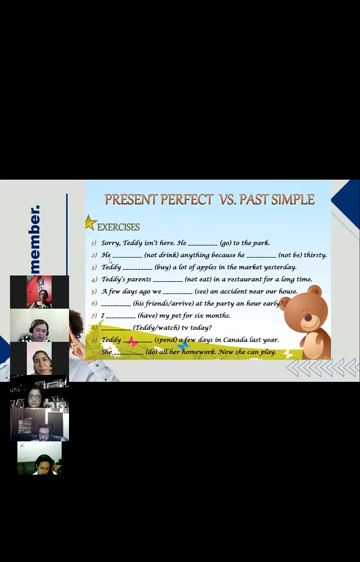 PRESENT PERFECT VS. PAST SIMPLE
EXERCISES
1) Sorry, Teddy isn't here. He ________ (go) to the park.
2) He ________ (not drink) anything because he ________ (not be) thirsty.
3) Teddy ________ (buy) a lot of apples in the market yesterday.
4) Teddy's parents ________ (not eat) in a restaurant for a long time.
5) A few days ago we ________ (see) an accident near our house.
6) ________ (his friends/arrive) at the party an hour early
7) I ________ (have) my pet for six months.
8) ________ (Teddy/watch) tv today?
9) Teddy ________ (spend) a few days in Canada last year.
10) She ________ (do) all her homework. Now she can play.
member.